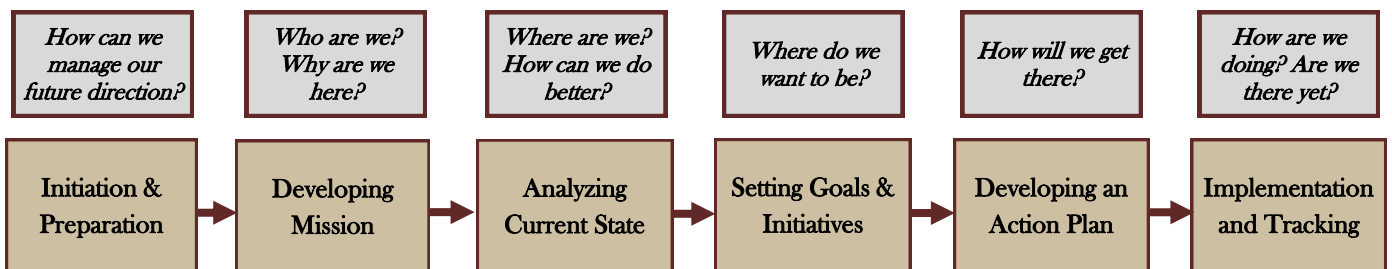 How can we
manage our
future direction?
Who are we?
Why are we
here?
Where are we?
How can we do
better?
Where do we
want to be?
How will we get
there?
How are we
doing? Are we
there yet?
Initiation &
Preparation
Developing
Mission
Analyzing
Current State
Setting Goals &
Initiatives
Developing an
Action Plan
Implementation
and Tracking